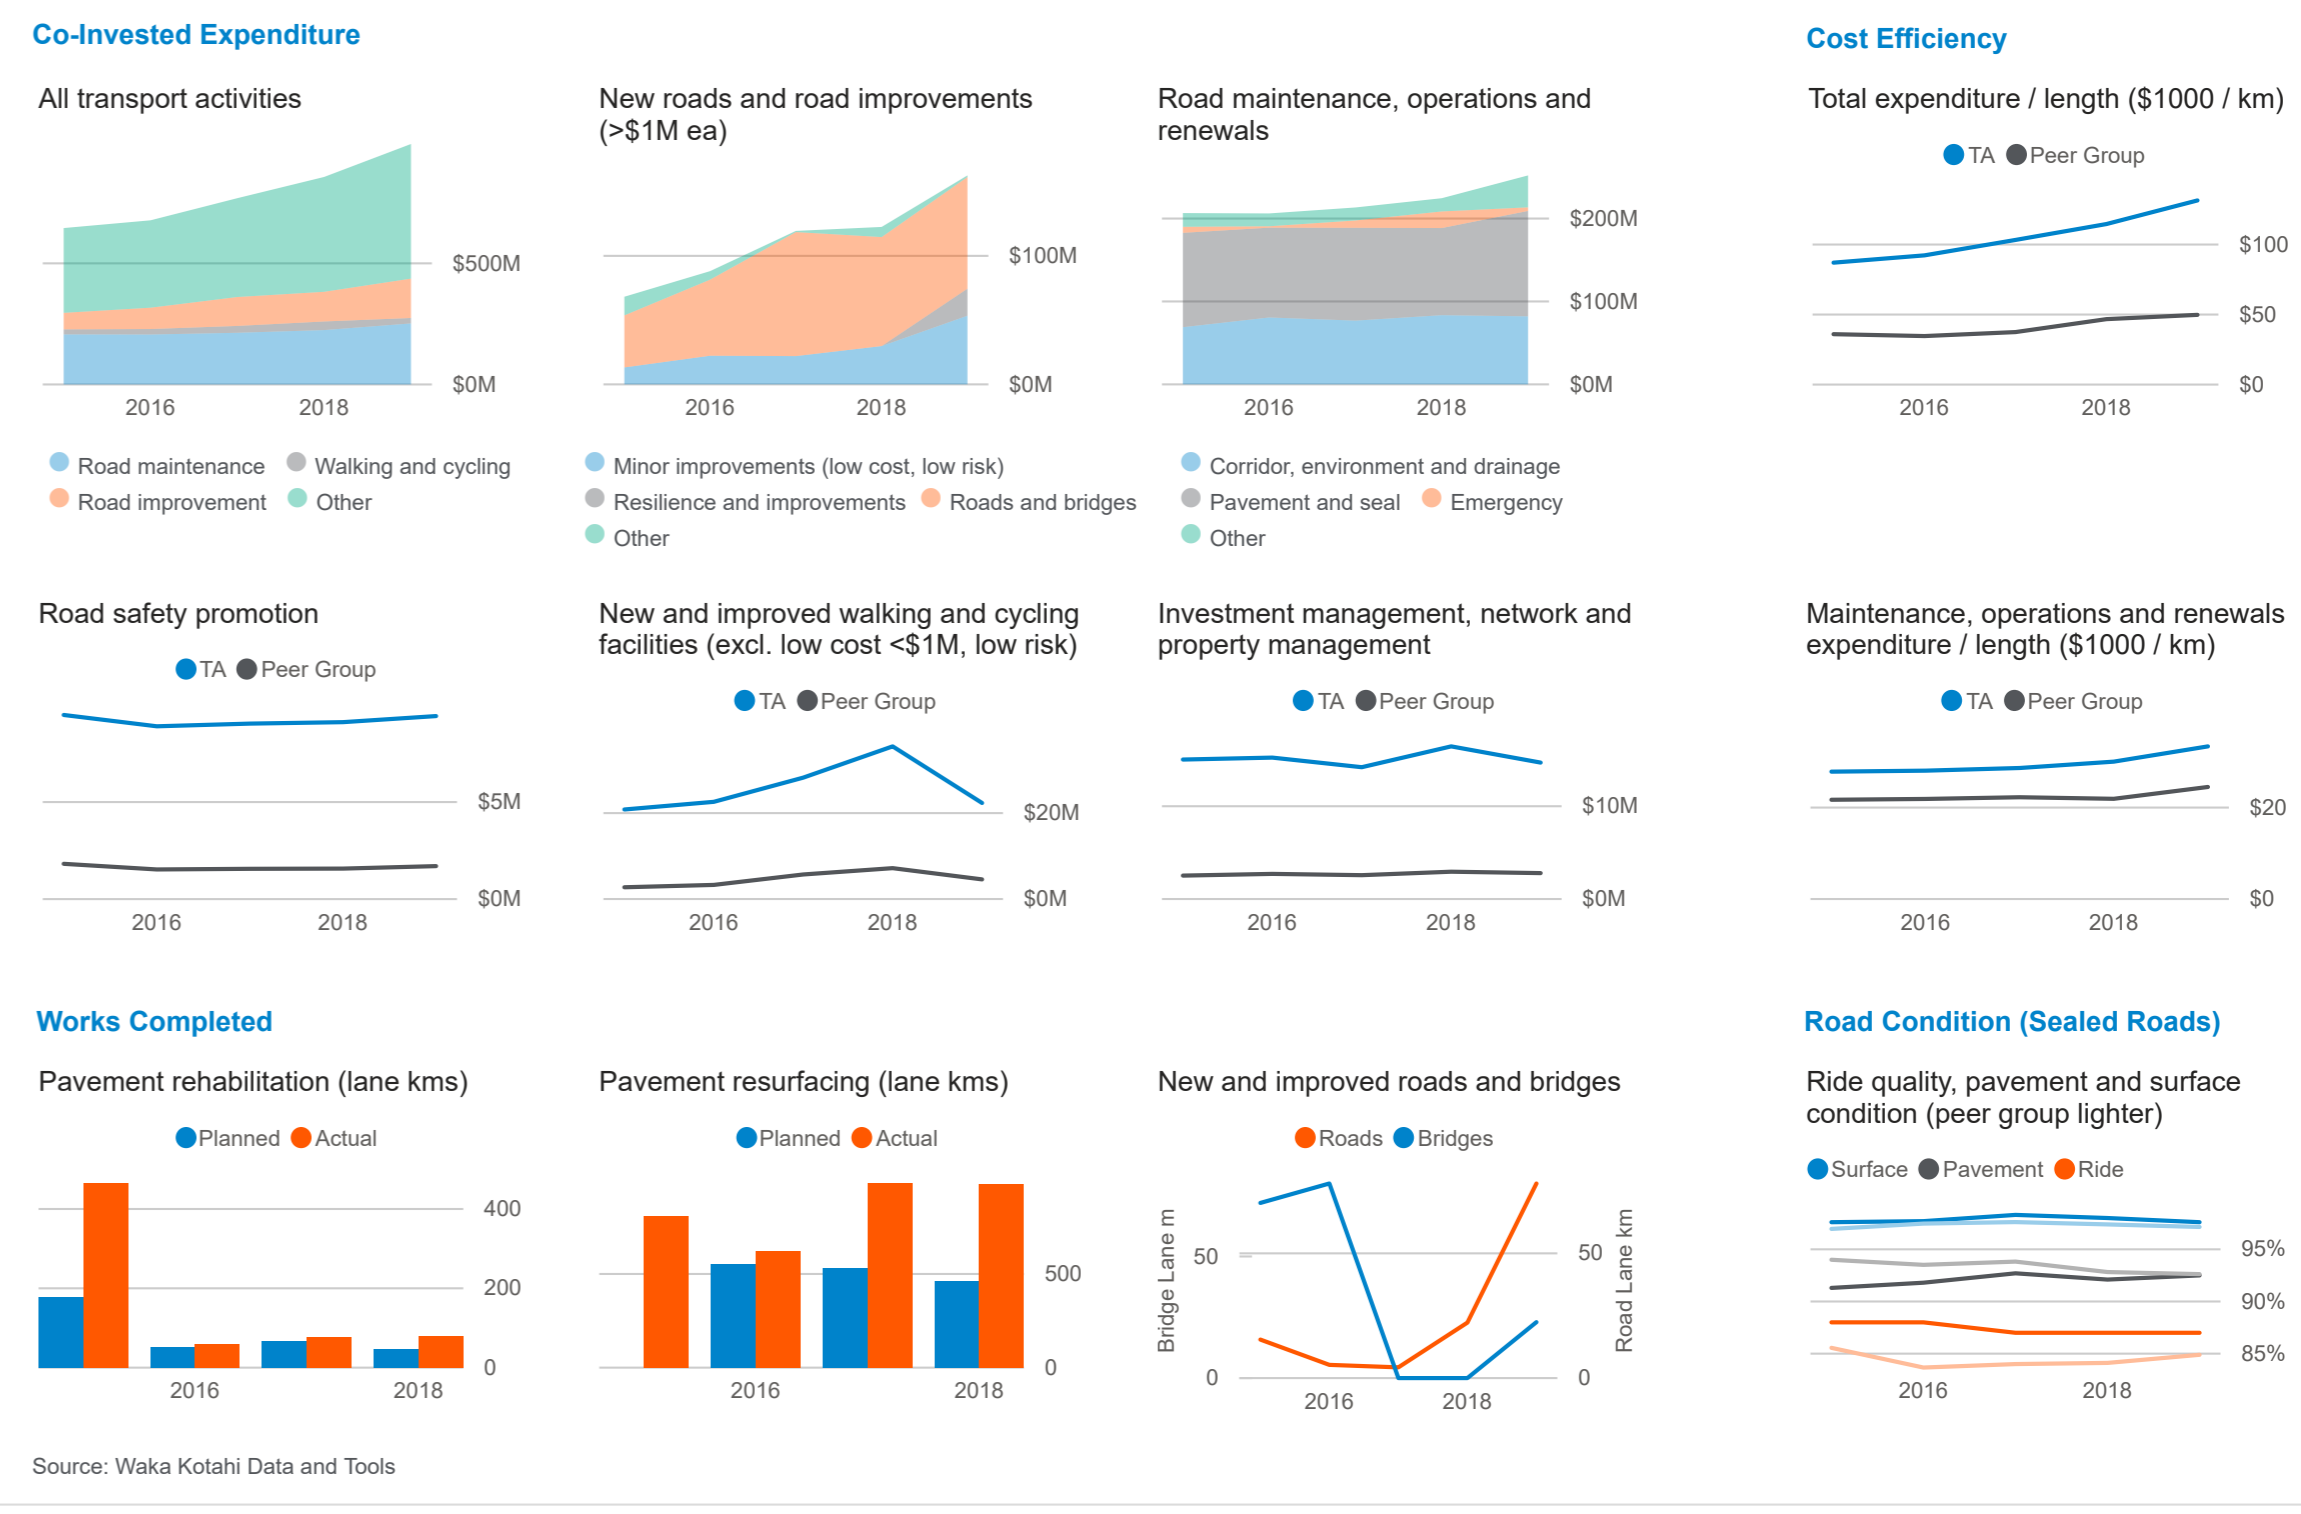 Co-Invested Expenditure
Cost Efficiency
All transport activities
$500M
$0M
2016
2018
Road maintenance
Walking and cycling
Road improvement
Other
New roads and road improvements
(>$1M ea)
$100M
$0M
2016
2018
Minor improvements (low cost, low risk)
Resilience and improvements
Roads and bridges
Other
Road maintenance, operations and
renewals
$200M
$100M
$0M
2016
2018
Corridor, environment and drainage
Pavement and seal
Emergency
Other
Total expenditure / length ($1000 / km)
TA
Peer Group
$100
$50
$0
2016
2018
Road safety promotion
TA
Peer Group
$5M
$0M
2016
2018
New and improved walking and cycling
facilities (excl. low cost <$1M, low risk)
TA
Peer Group
$20M
$0M
2016
2018
Investment management, network and
property management
TA
Peer Group
$10M
$0M
2016
2018
Maintenance, operations and renewals
expenditure / length ($1000 / km)
TA
Peer Group
$20
$0
2016
2018
Works Completed
Road Condition (Sealed Roads)
Pavement rehabilitation (lane kms)
Planned
Actual
400
200
0
2016
2018
Pavement resurfacing (lane kms)
Planned
Actual
500
0
2016
2018
New and improved roads and bridges
Roads
Bridges
Bridge Lane m
50
0
50
0
Road Lane km
2016
2018
Ride quality, pavement and surface
condition (peer group lighter)
Surface
Pavement
Ride
95%
90%
85%
2016
2018
Source: Waka Kotahi Data and Tools